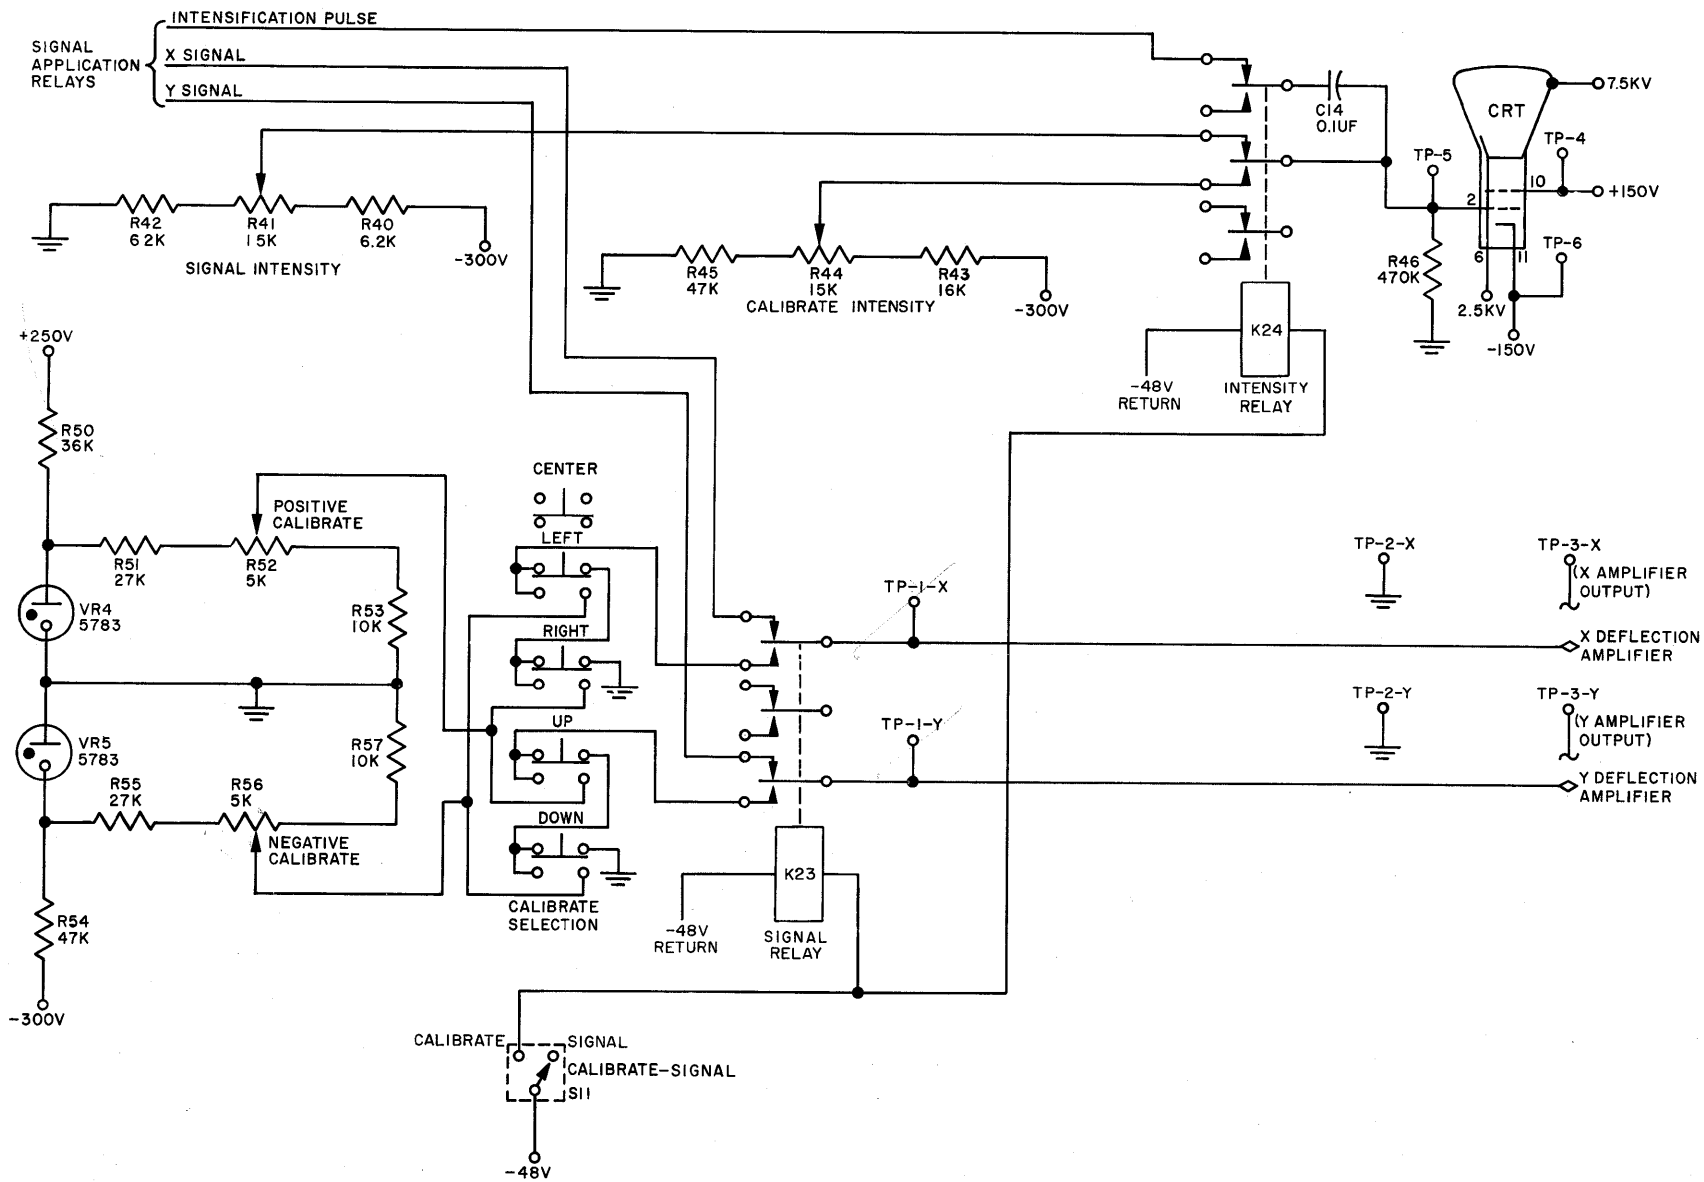 INTENSIFICATION PULSE
SIGNAL
APPLICATION
RELAYS
X SIGNAL
Y SIGNAL
C14
0.1UF
CRT
7.5KV
TP-4
TP-5
10
+150V
2
TP-6
6
11
R46
470K
2.5KV
-150V
R42
62K
R41
15K
R40
6.2K
-300V
SIGNAL INTENSITY
R45
47K
R44
15K
R43
16K
CALIBRATE INTENSITY
-300V
K24
-48V
RETURN
INTENSITY
RELAY
+250V
R50
36K
POSITIVE
CALIBRATE
R51
27K
R52
5K
VR4
5783
R53
10K
VR5
5783
R57
10K
R55
27K
R56
5K
NEGATIVE
CALIBRATE
R54
47K
-300V
CENTER
LEFT
RIGHT
UP
DOWN
CALIBRATE
SELECTION
TP-1-X
TP-2-X
TP-3-X
(X AMPLIFIER
OUTPUT)
X DEFLECTION
AMPLIFIER
TP-1-Y
TP-2-Y
TP-3-Y
(Y AMPLIFIER
OUTPUT)
Y DEFLECTION
AMPLIFIER
K23
-48V
RETURN
SIGNAL
RELAY
CALIBRATE
SIGNAL
CALIBRATE-SIGNAL
S11
-48V